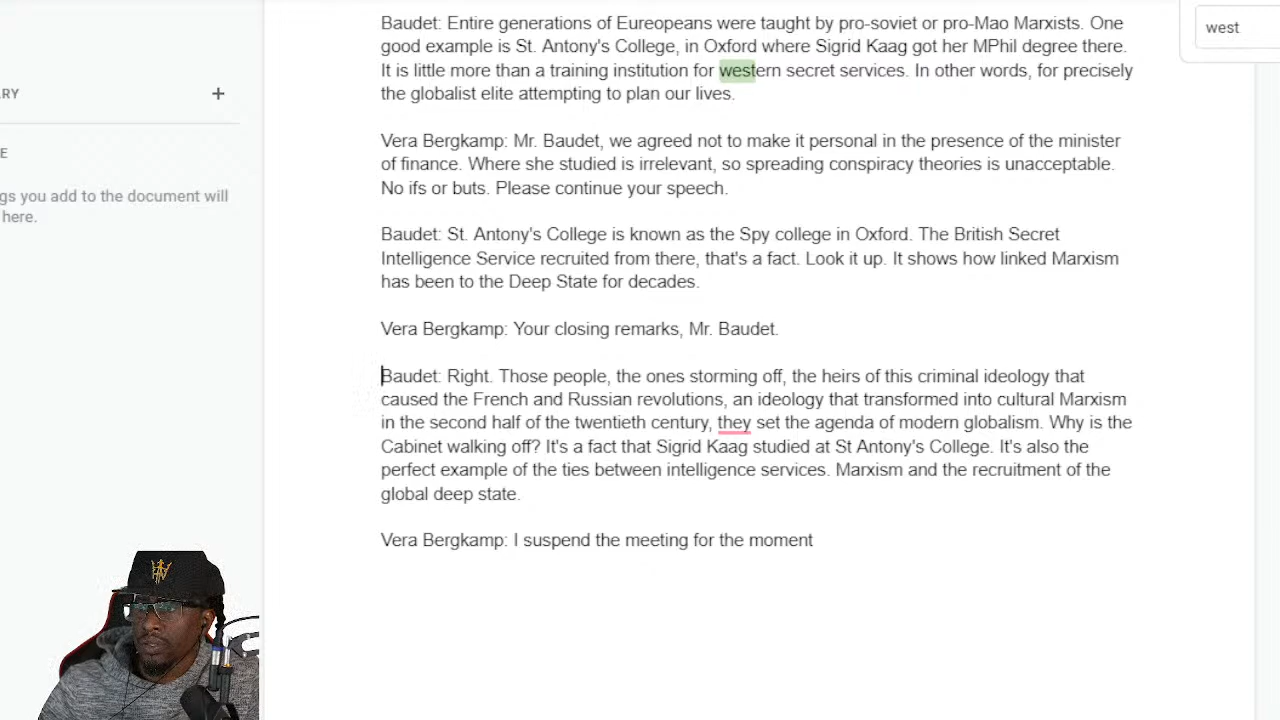 west
Baudet: Entire generations of Eureopeans were taught by pro-soviet or pro-Mao Marxists. One
good example is St. Antony's College, in Oxford where Sigrid Kaag got her MPhil degree there.
It is little more than a training institution for western secret services. In other words, for precisely
the globalist elite attempting to plan our lives.
RY +
Vera Bergkamp: Mr. Baudet, we agreed not to make it personal in the presence of the minister
of finance. Where she studied is irrelevant, so spreading conspiracy theories is unacceptable.
No ifs or buts. Please continue your speech.
E
gs you add to the document will
here.
Baudet: St. Antony's College is known as the Spy college in Oxford. The British Secret
Intelligence Service recruited from there, that's a fact. Look it up. It shows how linked Marxism
has been to the Deep State for decades.
Vera Bergkamp: Your closing remarks, Mr. Baudet.
Baudet: Right. Those people, the ones storming off, the heirs of this criminal ideology that
caused the French and Russian revolutions, an ideology that transformed into cultural Marxism
in the second half of the twentieth century, they set the agenda of modern globalism. Why is the
Cabinet walking off? It's a fact that Sigrid Kaag studied at St Antony's College. It's also the
perfect example of the ties between intelligence services. Marxism and the recruitment of the
global deep state.
Vera Bergkamp: I suspend the meeting for the moment